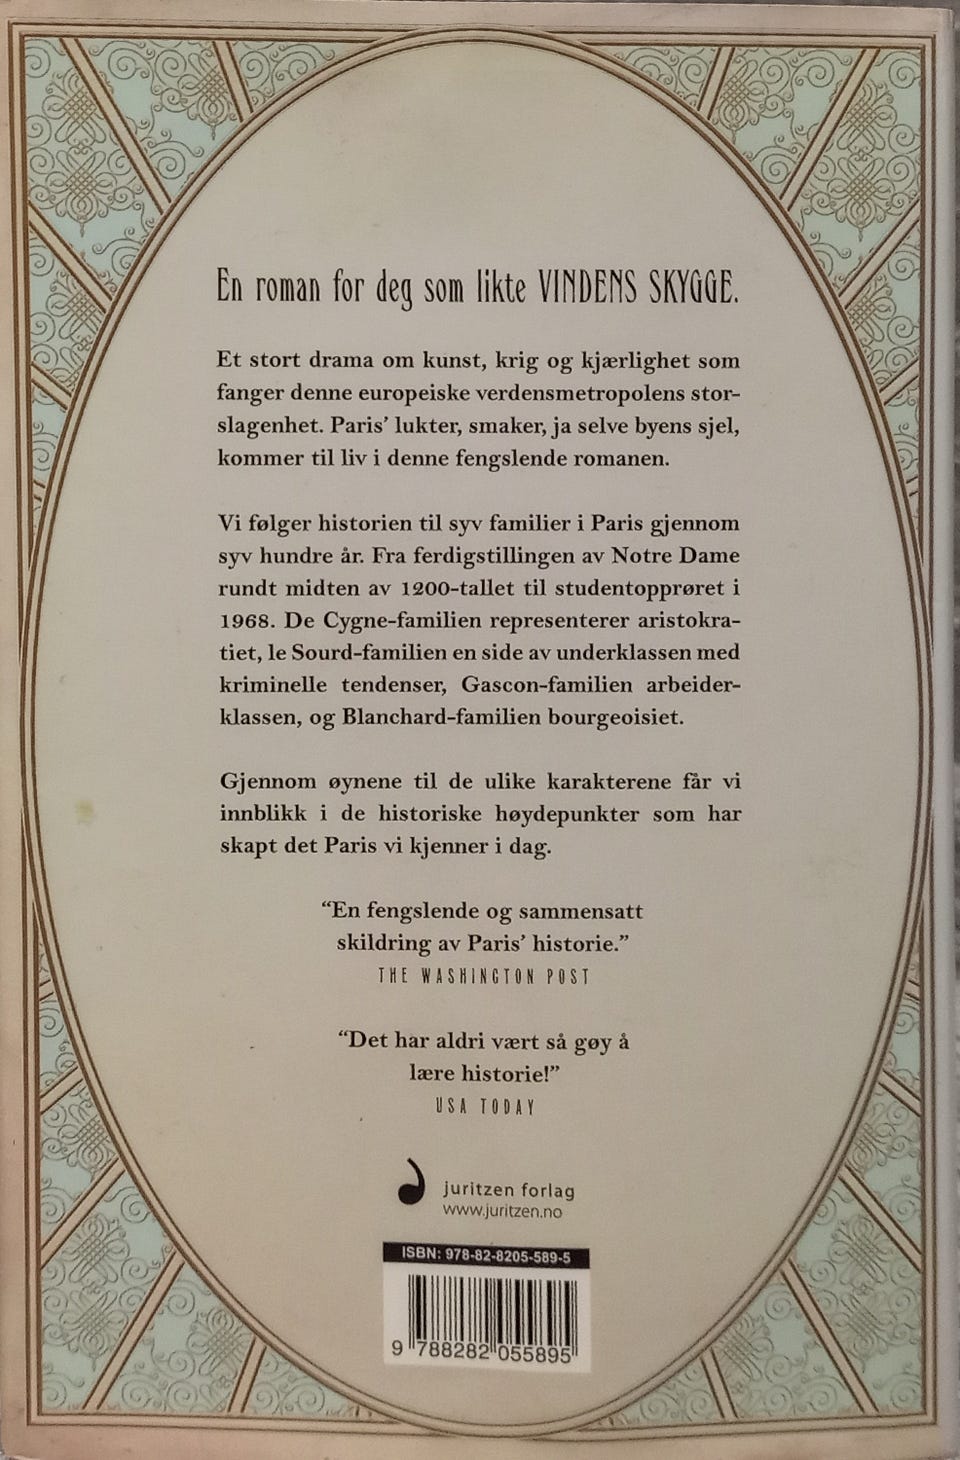 En roman for deg som likte VINDENS SKYGGE.
Et stort drama om kunst, krig og kjærlighet som
fanger denne europeiske verdensmetropolens stor-
slagenhet. Paris’ lukter, smaker, ja selve byens sjel,
kommer til liv i denne fengslende romanen.
Vi følger historien til syv familier i Paris gjennom
syv hundre år. Fra ferdigstillingen av Notre Dame
rundt midten av 1200-tallet til studentopprøret i
1968. De Cygne-familien representerer aristokra-
tiet, le Sourd-familien en side av underklassen med
kriminelle tendenser, Gascon-familien arbeider-
klassen, og Blanchard-familien bourgeoisiet.
Gjennom øynene til de ulike karakterene får vi
innblikk i de historiske høydepunkter som har
skapt det Paris vi kjenner i dag.
“En fengslende og sammensatt
skildring av Paris’ historie.”
THE WASHINGTON POST
“Det har aldri vært så gøy å
lære historie!”
USA TODAY
juritzen forlag
www.juritzen.no
ISBN: 978-82-8205-589-5
9 788282 055895